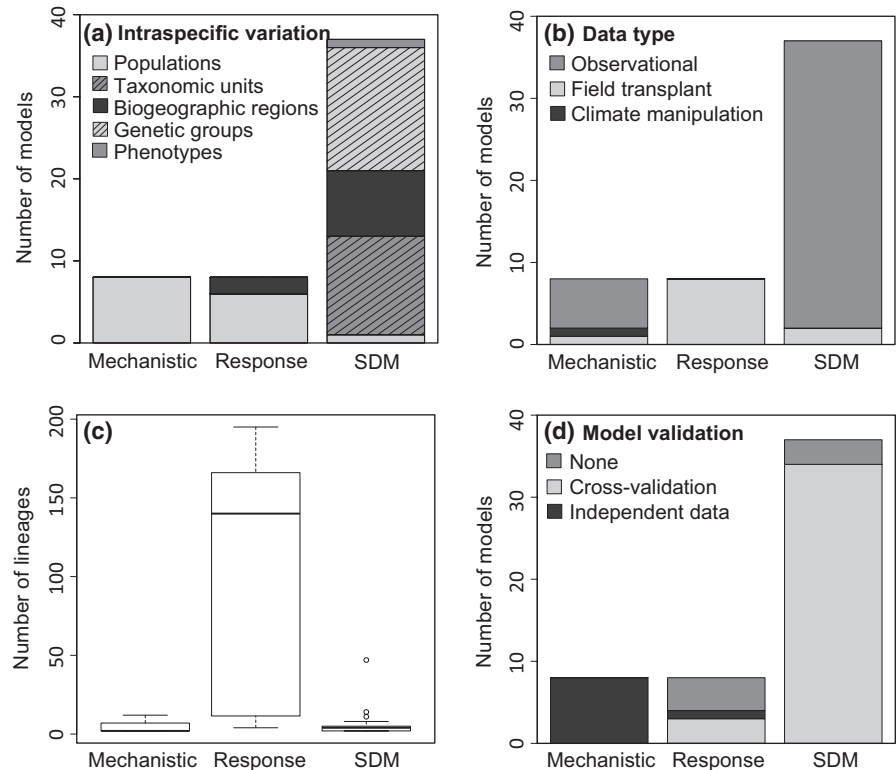 (a) Intraspecific variation
Populations
Taxonomic units
Biogeographic regions
Genetic groups
Phenotypes
Number of models
0
10
20
30
40
Mechanistic
Response
SDM
(b) Data type
Observational
Field transplant
Climate manipulation
Number of models
0
10
20
30
40
Mechanistic
Response
SDM
(c)
Number of lineages
0
50
100
150
200
Mechanistic
Response
SDM
(d) Model validation
None
Cross-validation
Independent data
Number of models
0
10
20
30
40
Mechanistic
Response
SDM